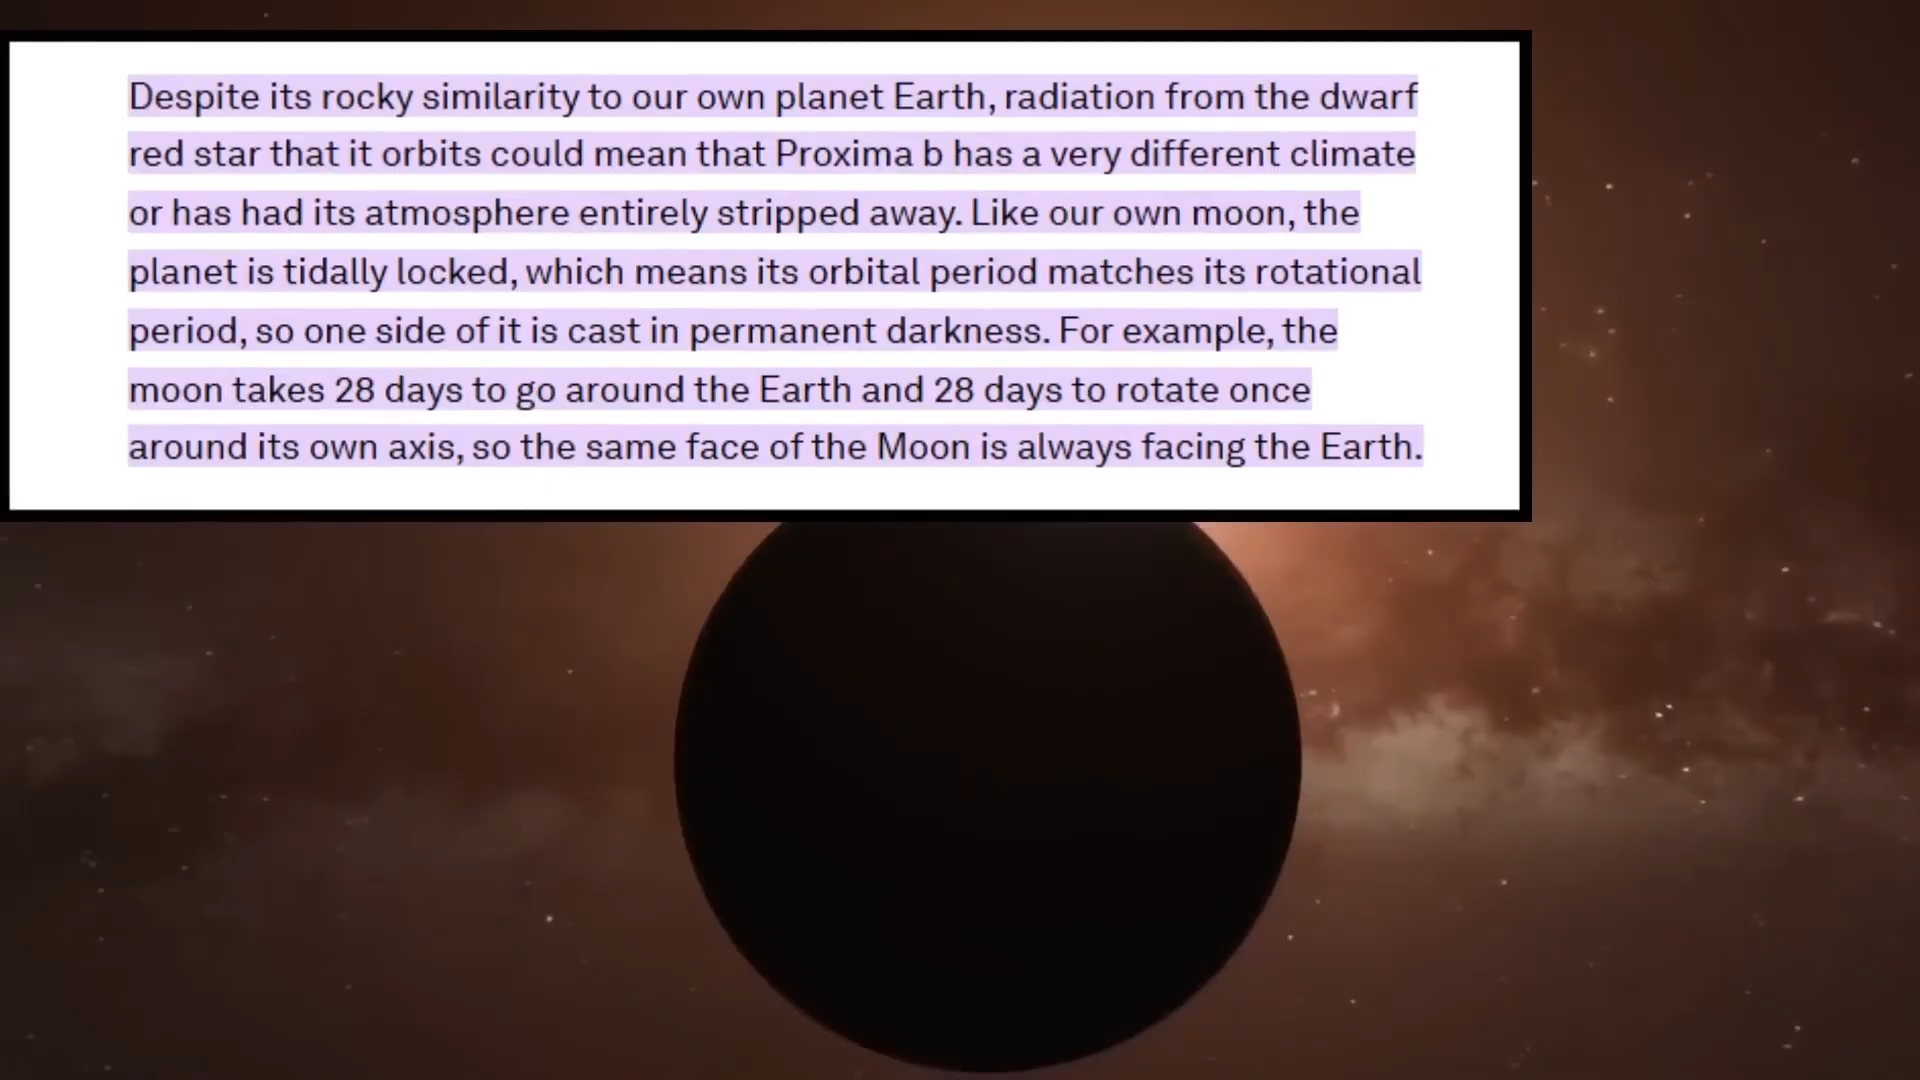 Despite its rocky similarity to our own planet Earth, radiation from the dwarf
red star that it orbits could mean that Proxima b has a very different climate
or has had its atmosphere entirely stripped away. Like our own moon, the
planet is tidally locked, which means its orbital period matches its rotational
period, so one side of it is cast in permanent darkness. For example, the
moon takes 28 days to go around the Earth and 28 days to rotate once
around its own axis, so the same face of the Moon is always facing the Earth.